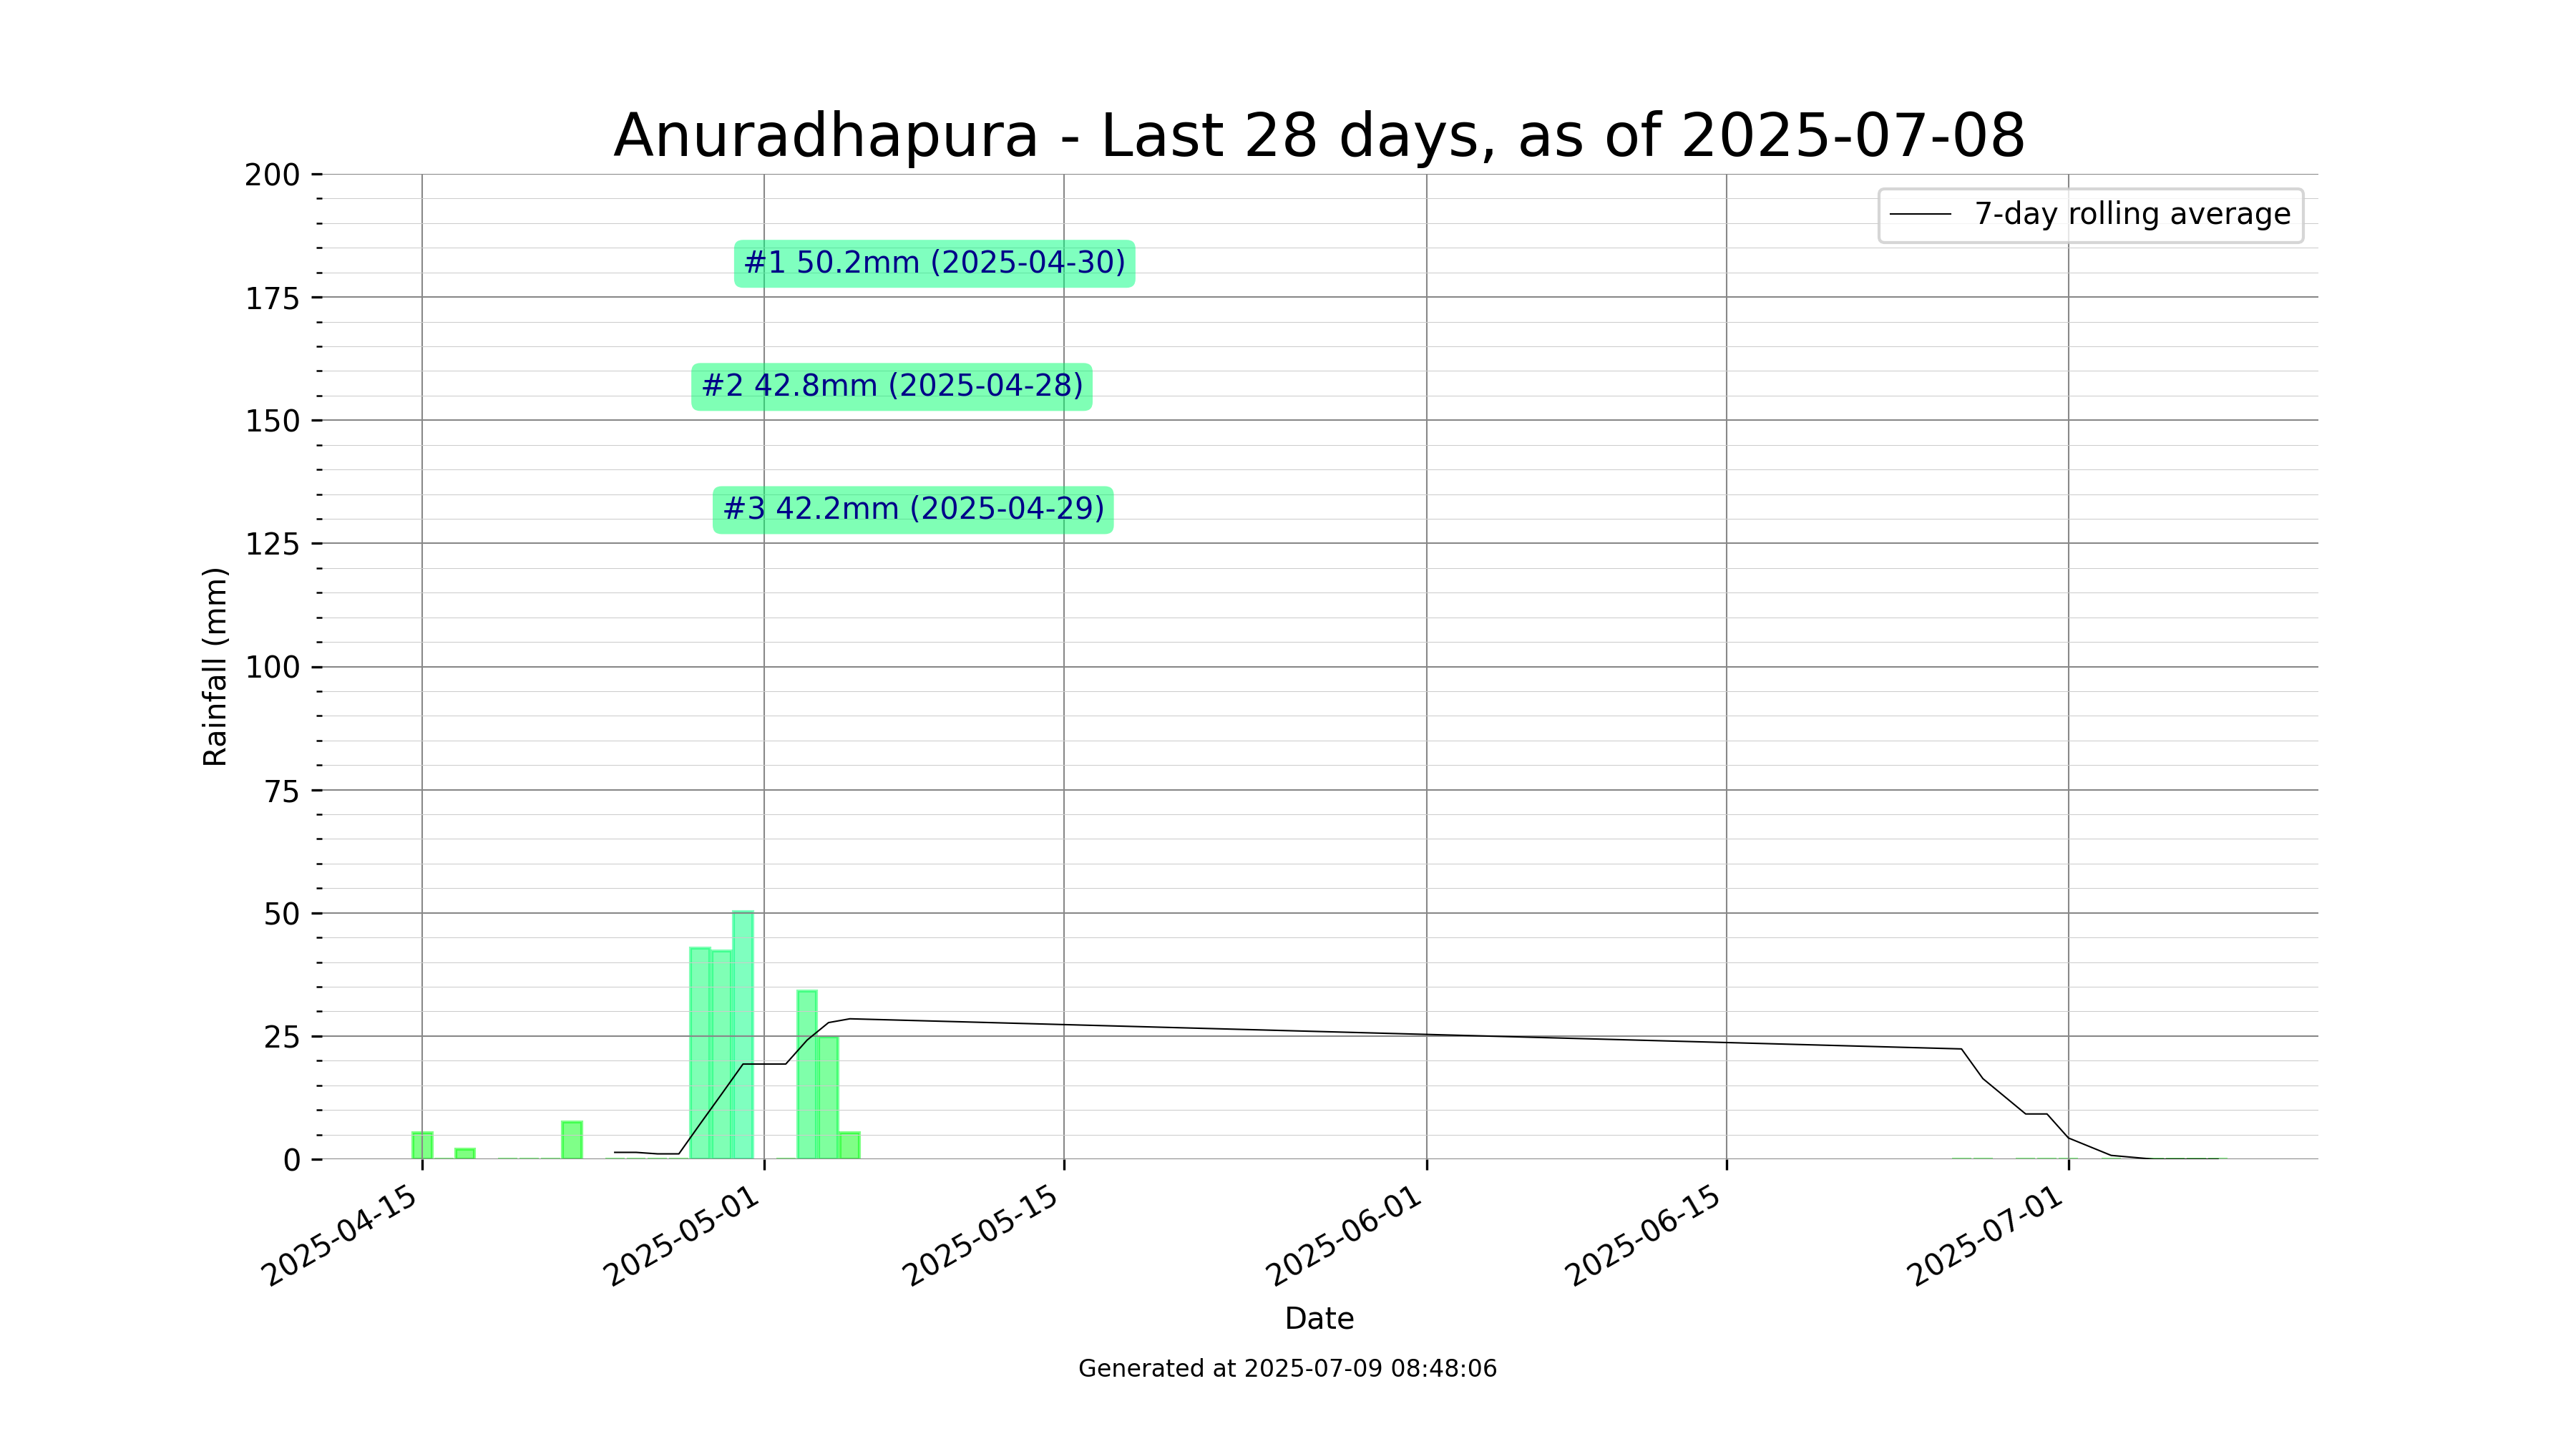 Anuradhapura - Last 28 days, as of 2025-07-08
200
175
150
125
100
75
50
25
0
Rainfall (mm)
7-day rolling average
#1 50.2mm (2025-04-30)
#2 42.8mm (2025-04-28)
#3 42.2mm (2025-04-29)
2025-04-15
2025-05-01
2025-05-15
2025-06-01
2025-06-15
2025-07-01
Date
Generated at 2025-07-09 08:48:06